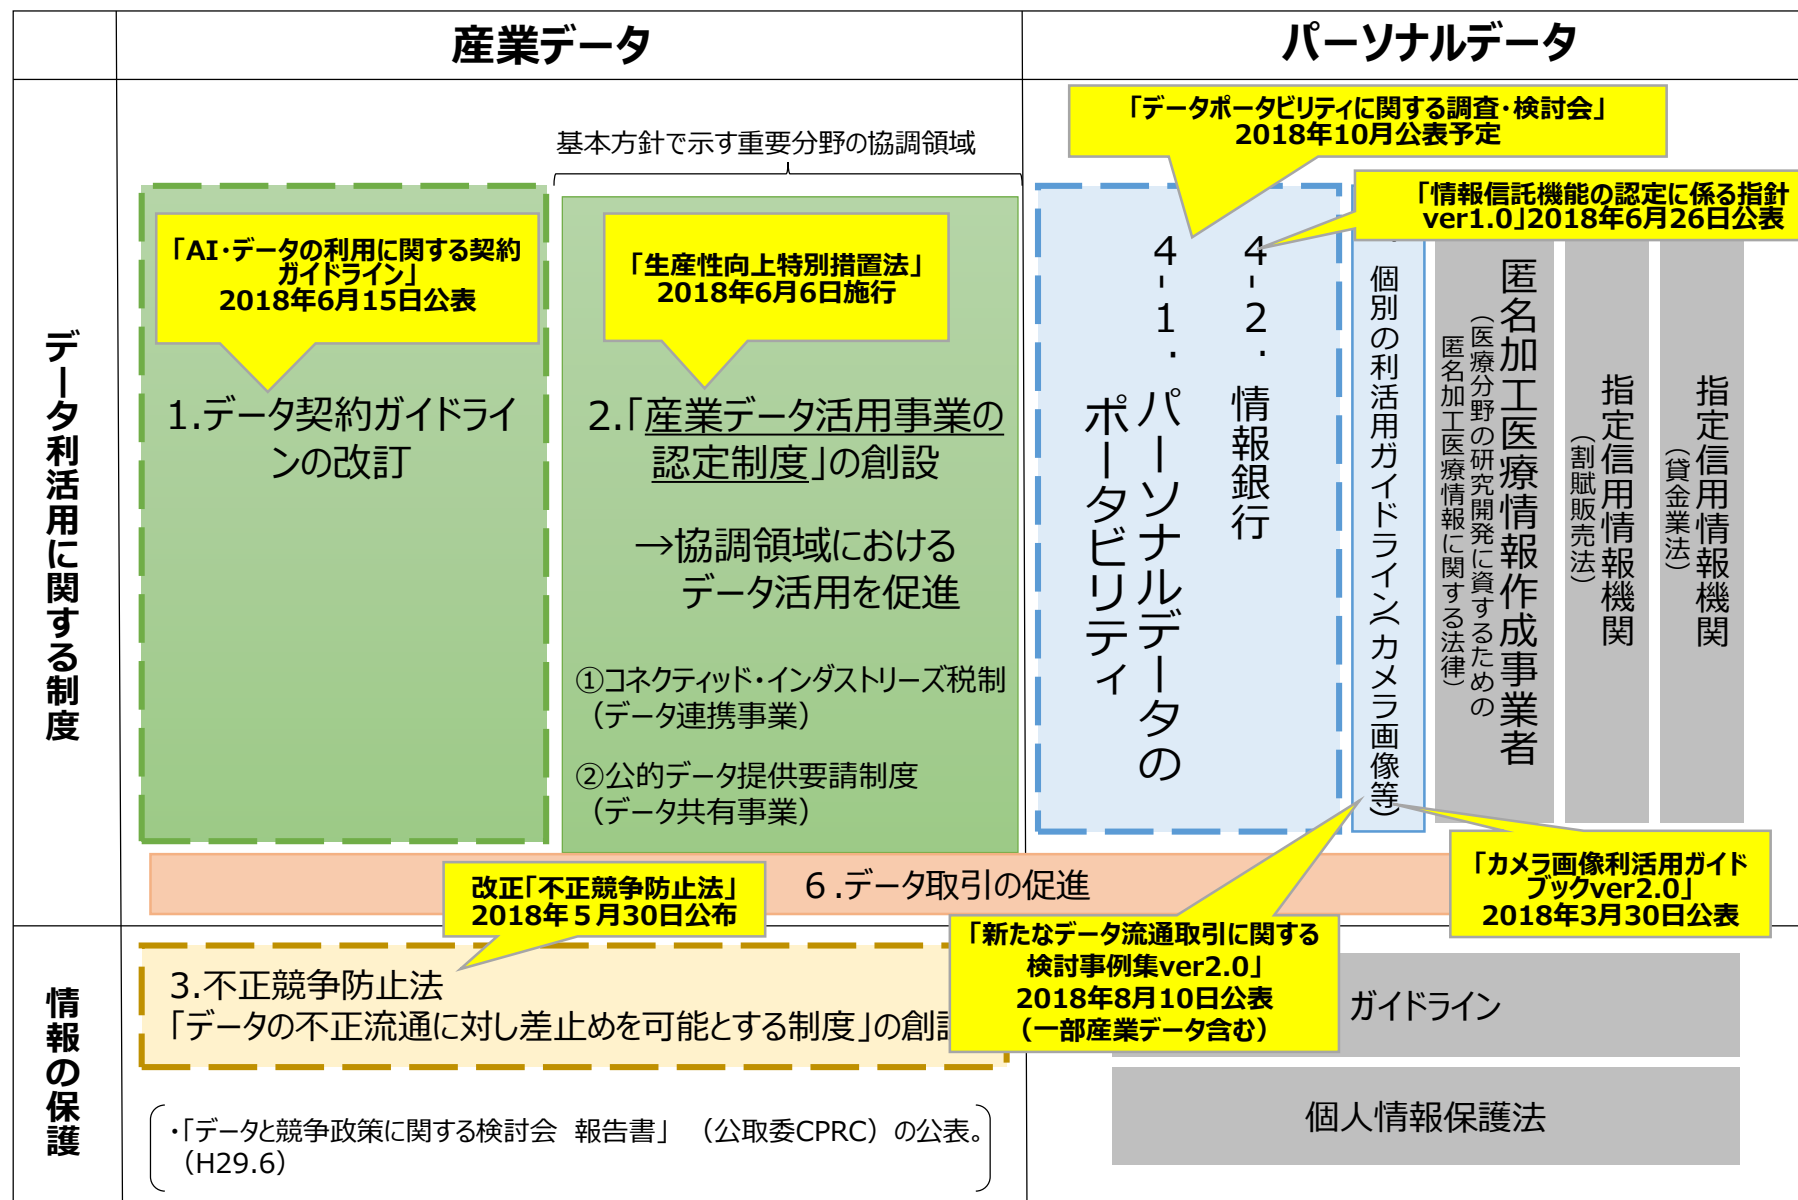 産業データ
パーソナルデータ
データ利活用に関する制度
基本方針で示す重要分野の協調領域
「AI・データの利用に関する契約
ガイドライン」
2018年6月15日公表
1.データ契約ガイドライ
ンの改訂
「生産性向上特別措置法」
2018年6月6日施行
2.「産業データ活用事業の
認定制度」の創設
→協調領域における
データ活用を促進
①コネクティッド・インダストリーズ税制
（データ連携事業）
②公的データ提供要請制度
（データ共有事業）
「データポータビリティに関する調査・検討会」
2018年10月公表予定
「情報信託機能の認定に係る指針
ver1.0」2018年6月26日公表
4-1．パーソナルデータの
ポータビリティ
4-2．情報銀行
個別の利活用ガイドライン（カメラ画像等）
匿名加工医療情報作成事業者
（医療分野の研究開発に資するための
匿名加工医療情報に関する法律）
指定信用情報機関
（割賦販売法）
指定信用情報機関
（貸金業法）
６.データ取引の促進
改正「不正競争防止法」
2018年５月30日公布
「カメラ画像利活用ガイド
ブックver2.0」
2018年3月30日公表
「新たなデータ流通取引に関する
検討事例集ver2.0」
2018年8月10日公表
（一部産業データ含む）
情報の保護
3.不正競争防止法
「データの不正流通に対し差止めを可能とする制度」の創
ガイドライン
個人情報保護法
・「データと競争政策に関する検討会　報告書」　（公取委CPRC）の公表。
（H29.6）